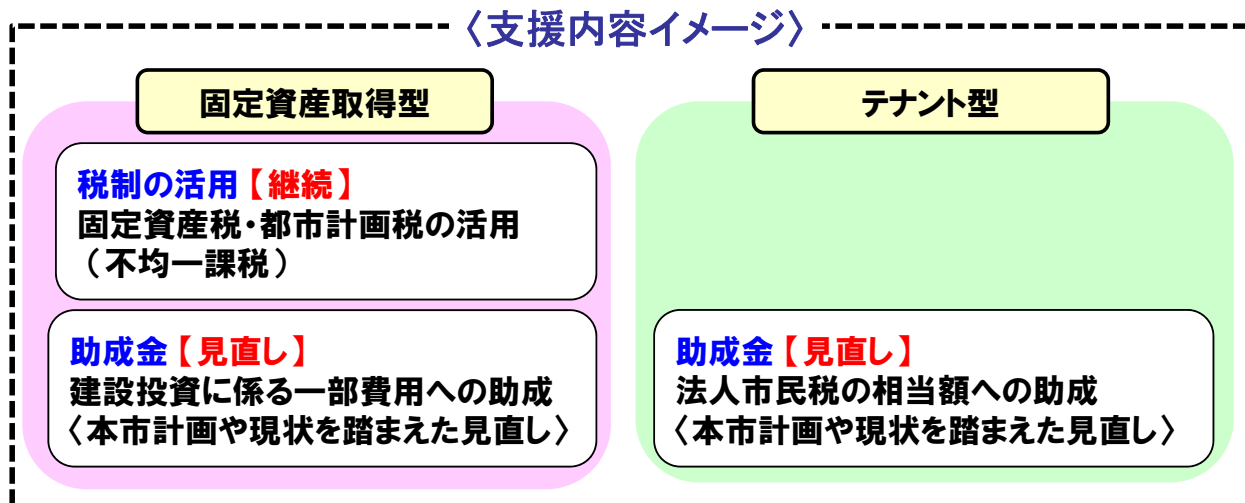 〈支援内容イメージ〉
固定資産取得型
税制の活用【継続】
固定資産税・都市計画税の活用
（不均一課税）
助成金【見直し】
建設投資に係る一部費用への助成
〈本市計画や現状を踏まえた見直し〉
テナント型
助成金【見直し】
法人市民税の相当額への助成
〈本市計画や現状を踏まえた見直し〉